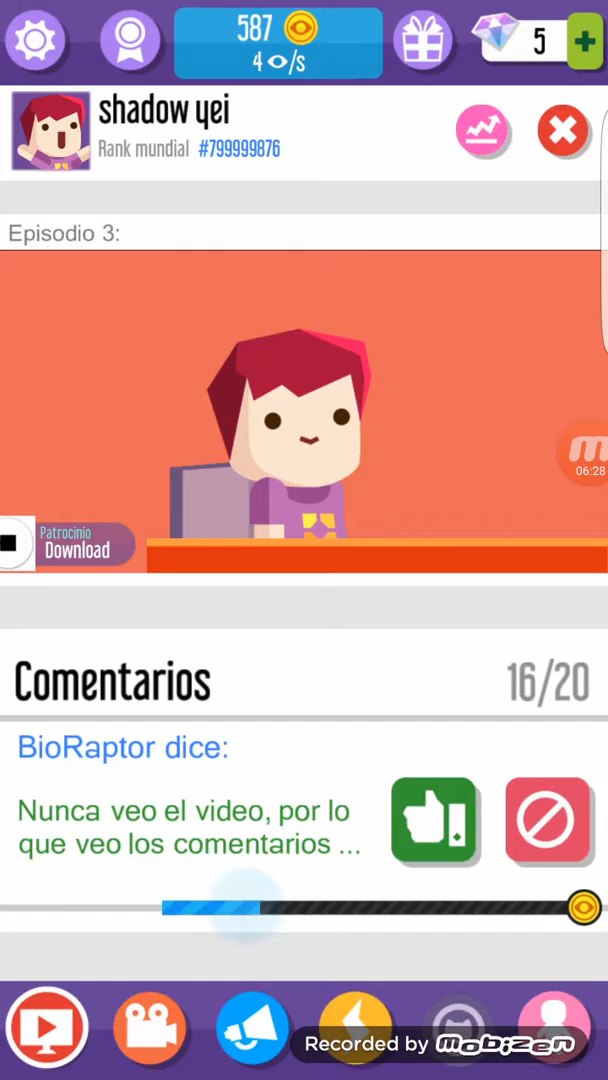 587
4 /s
5
shadow yei
Rank mundial #799999876
Episodio 3:
06:28
Patrocinio
Download
Comentarios 16/20
BioRaptor dice:
Nunca veo el video, por lo
que veo los comentarios ...
Recorded by mobizen